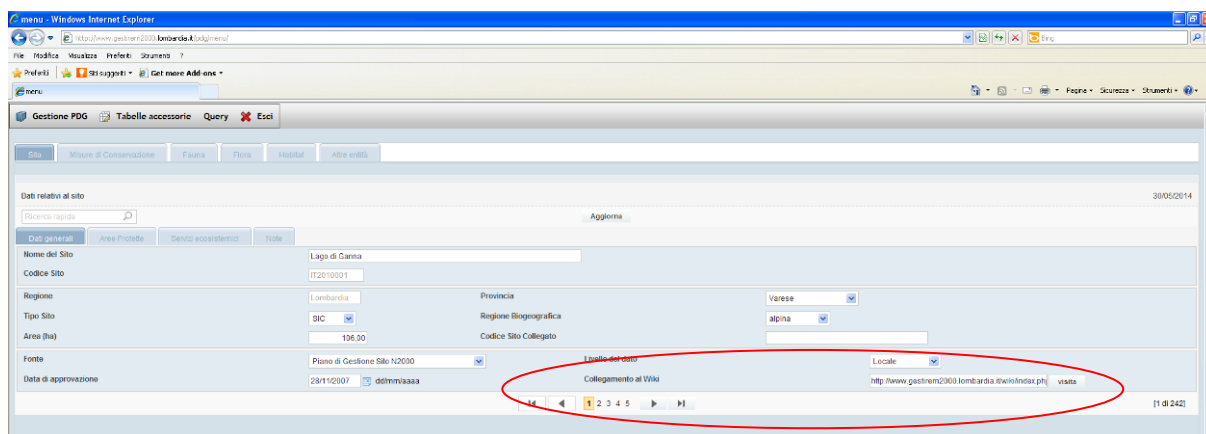 menu - Windows Internet Explorer
http://www.gestirem2000.lombardia.it/pdg/menu/
Bing
File Modifica Visualizza Preferiti Strumenti ?
Preferiti Siti suggeriti Get more Add-ons
menu
Pagina Sicurezza Strumenti
Gestione PDG Tabelle accessorie Query Esci
Sito Misure di Conservazione Fauna Flora Habitat Altre entità
Dati relativi al sito 30/05/2014
Ricerca rapida Aggiorna
Dati generali Aree Protette Servizi ecosistemici Note
Nome del Sito Lago di Ganna
Codice Sito IT2010001
Regione Lombardia Provincia Varese
Tipo Sito SIC Regione Biogeografica alpina
Area (ha) 106,00 Codice Sito Collegato
Fonte Piano di Gestione Sito N2000 Livello del dato Locale
Data di approvazione 28/11/2007 dd/mm/aaaa Collegamento al Wiki http://www.gestirem2000.lombardia.it/wiki/index.ph visita
1 2 3 4 5 [1 di 242]